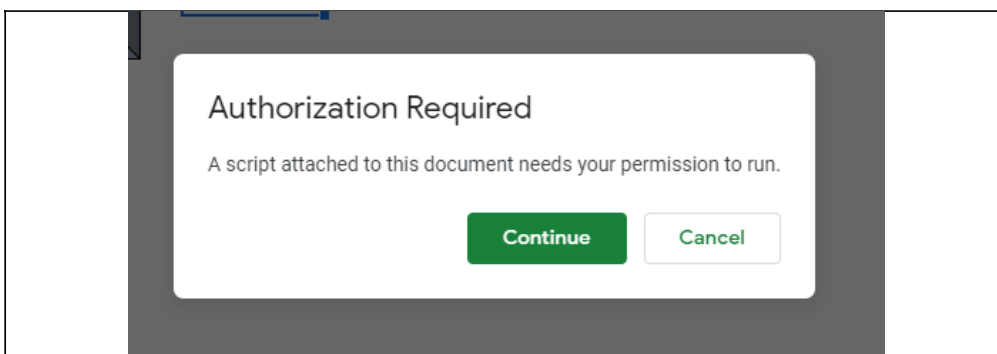 Authorization Required
A script attached to this document needs your permission to run.
Continue Cancel